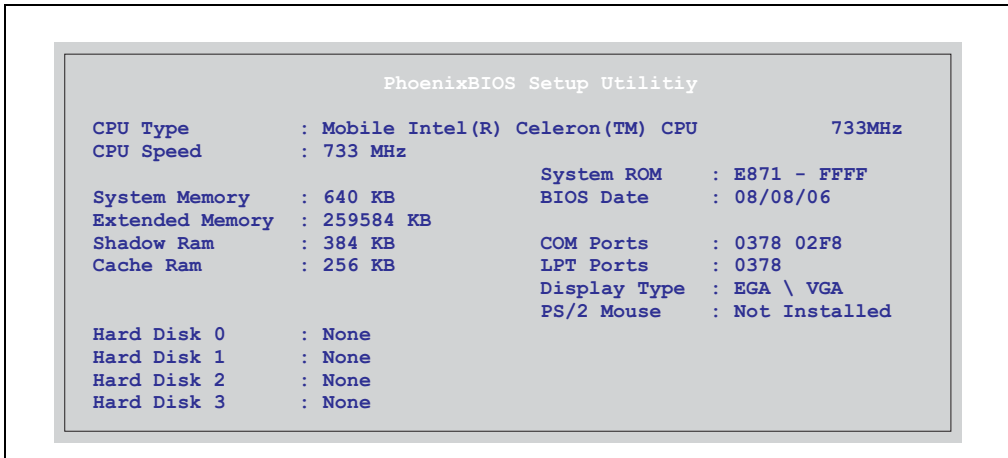 PhoenixBIOS Setup Utilitiy
CPU Type : Mobile Intel(R) Celeron(TM) CPU 733MHz
CPU Speed : 733 MHz
System ROM : E871 - FFFF
System Memory : 640 KB BIOS Date : 08/08/06
Extended Memory : 259584 KB
Shadow Ram : 384 KB COM Ports : 0378 02F8
Cache Ram : 256 KB LPT Ports : 0378
Display Type : EGA \ VGA
PS/2 Mouse : Not Installed
Hard Disk 0 : None
Hard Disk 1 : None
Hard Disk 2 : None
Hard Disk 3 : None